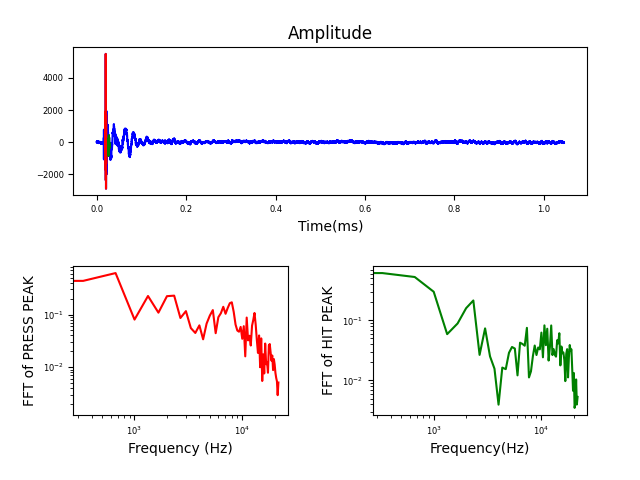 Amplitude
4000
2000
0
−2000
0.0 0.2 0.4 0.6 0.8 1.0
Time(ms)
FFT of PRESS PEAK
10⁻¹
10⁻²
10³ 10⁴
Frequency (Hz)
FFT of HIT PEAK
10⁻¹
10⁻²
10³ 10⁴
Frequency(Hz)